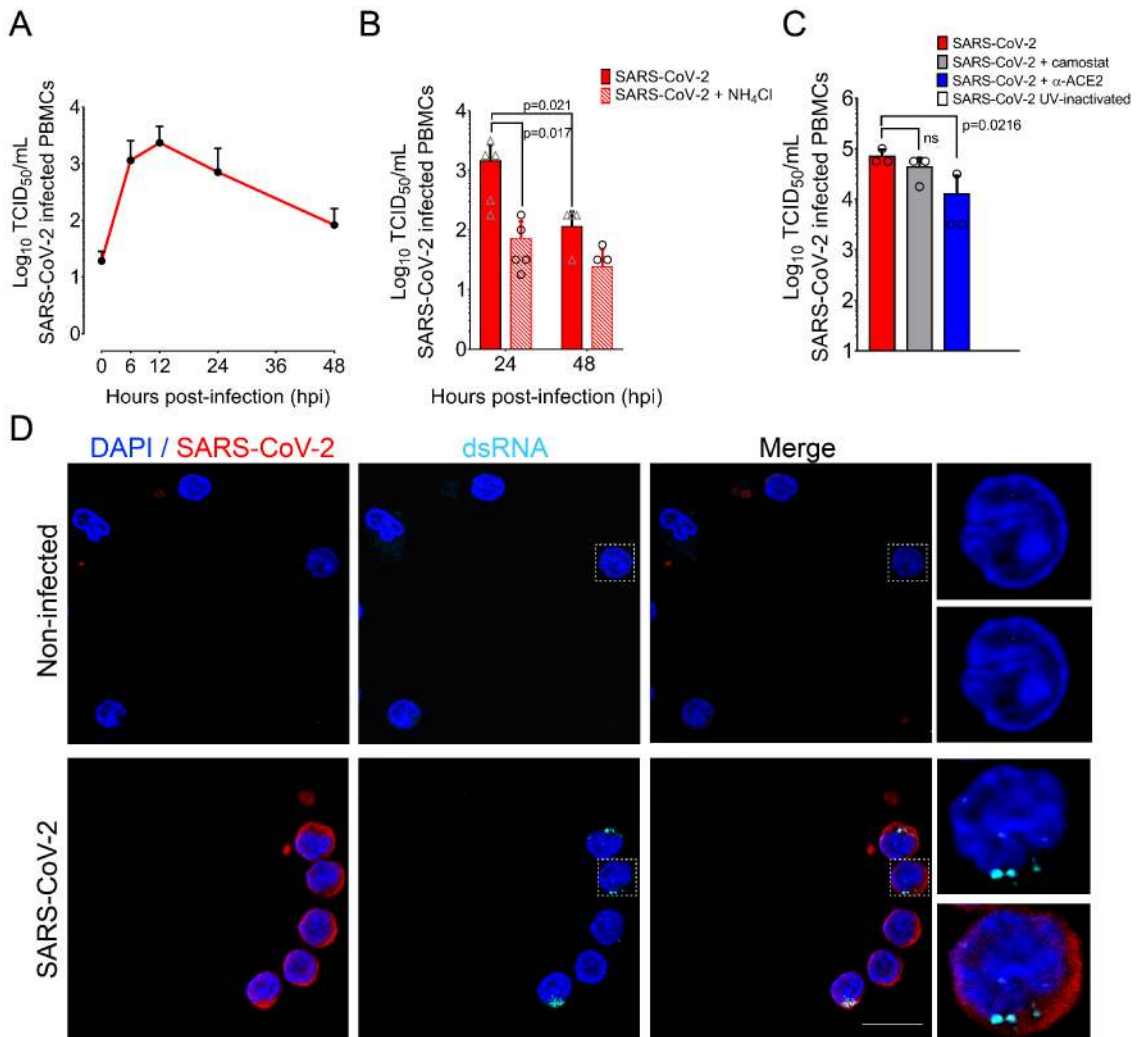 A
Log10 TCID50/mL
SARS-CoV-2 infected PBMCs
4
3
2
1
0
0 6 12 24 36 48
Hours post-infection (hpi)
B
SARS-CoV-2
SARS-CoV-2 + NH4Cl
p=0.021
p=0.017
Log10 TCID50/mL
SARS-CoV-2 infected PBMCs
4
3
2
1
0
24 48
Hours post-infection (hpi)
C
SARS-CoV-2
SARS-CoV-2 + camostat
SARS-CoV-2 + α-ACE2
SARS-CoV-2 UV-inactivated
ns
p=0.0216
Log10 TCID50/mL
SARS-CoV-2 infected PBMCs
6
5
4
3
2
1
D
DAPI / SARS-CoV-2
dsRNA
Merge
Non-infected
SARS-CoV-2